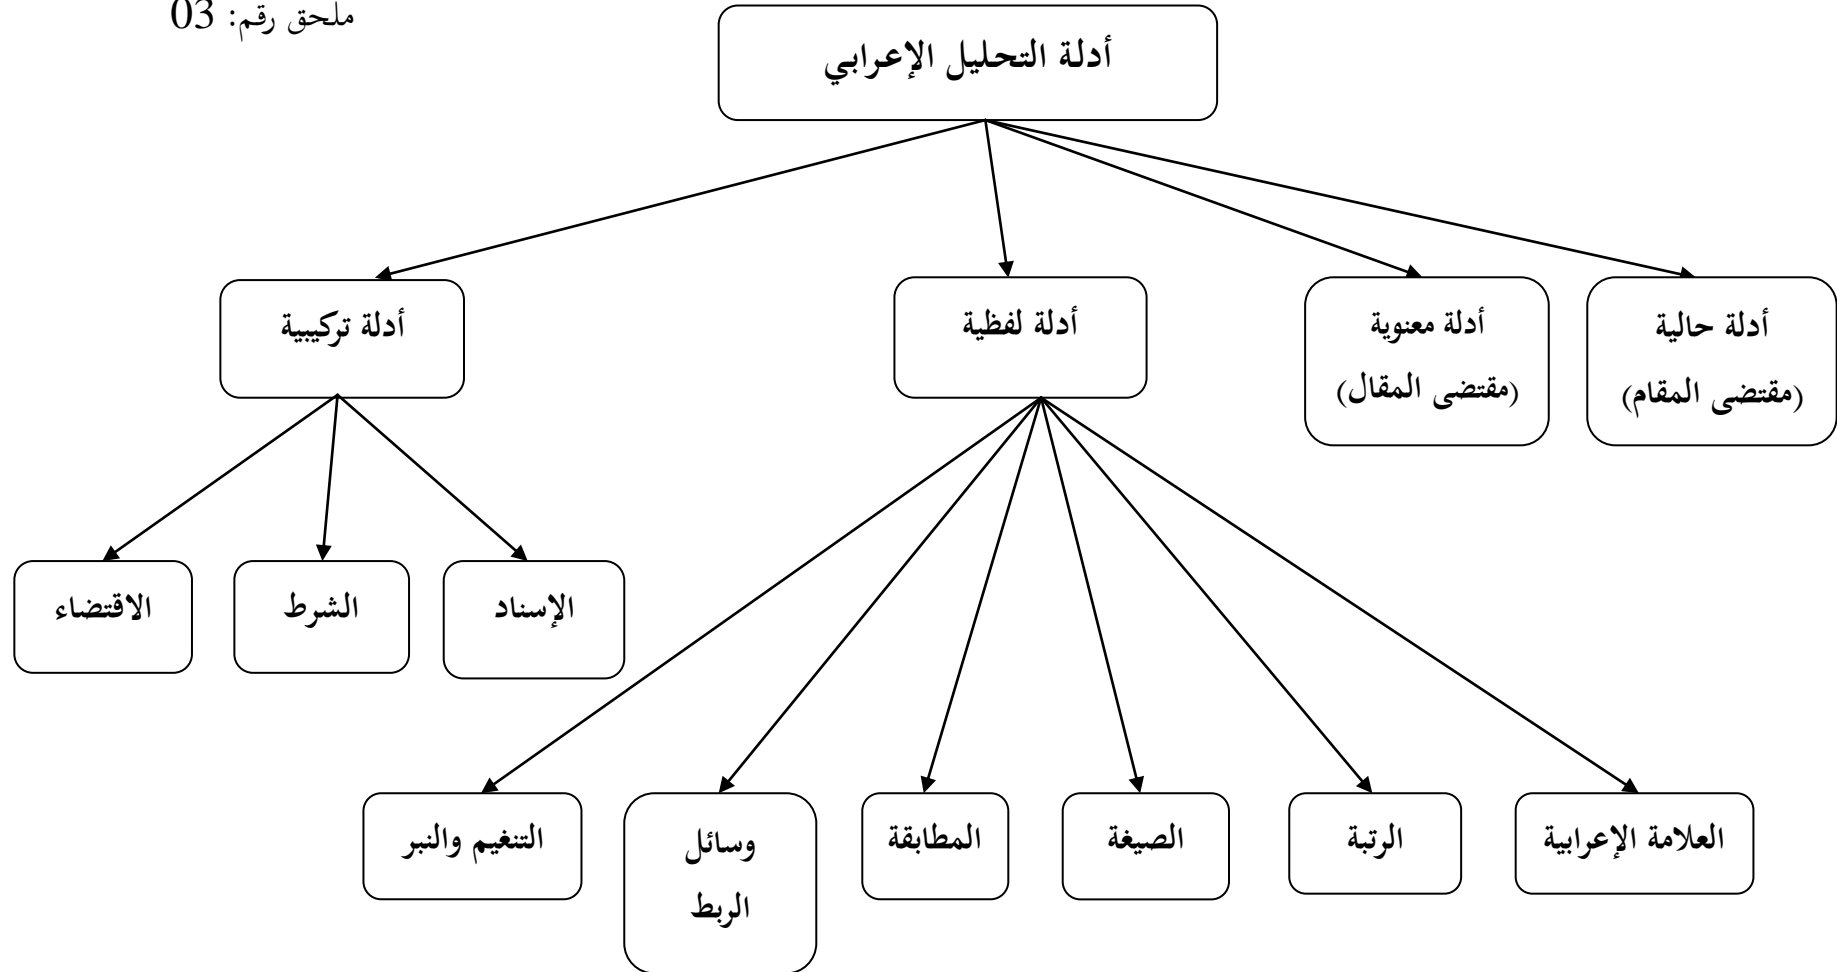 ملحق رقم: 03
أدلة التحليل الإعرابي
أدلة حالية
(مقتضى المقام)
أدلة معنوية
(مقتضى المقال)
أدلة لفظية
أدلة تركيبية
الإسناد
الشرط
الاقتضاء
العلامة الإعرابية
الرتبة
الصيغة
المطابقة
وسائل
الربط
التنغيم والنبر